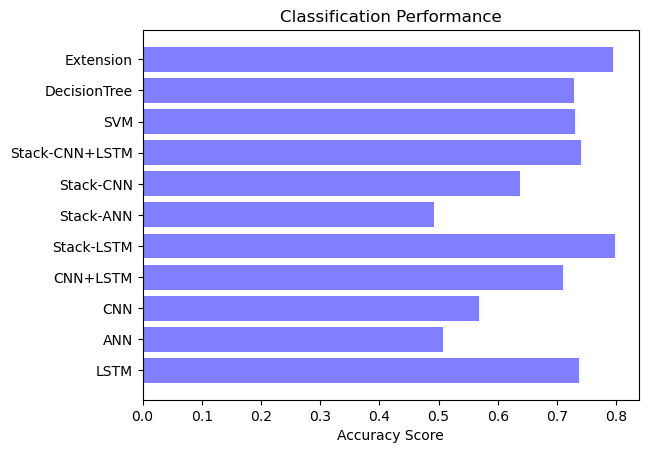 Classification Performance
Extension
DecisionTree
SVM
Stack-CNN+LSTM
Stack-CNN
Stack-ANN
Stack-LSTM
CNN+LSTM
CNN
ANN
LSTM
0.0 0.1 0.2 0.3 0.4 0.5 0.6 0.7 0.8
Accuracy Score